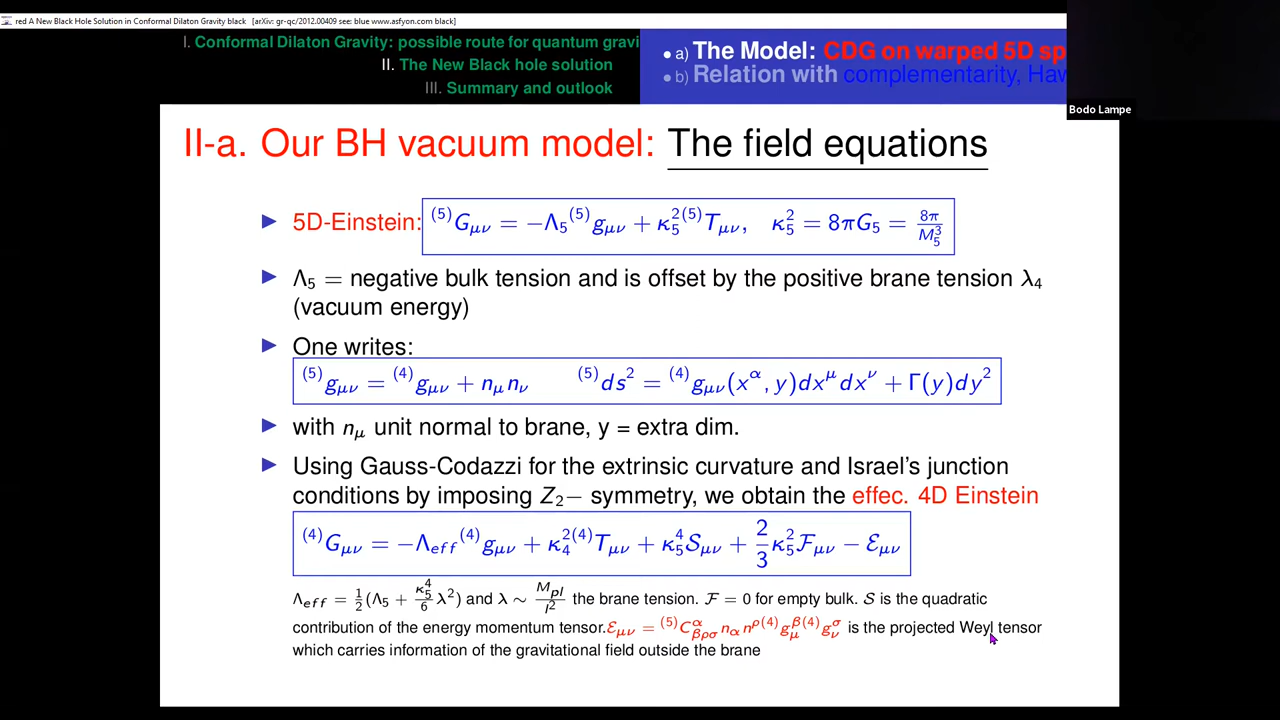 red A New Black Hole Solution in Conformal Dilaton Gravity black [arXiv: gr-qc/2012.00409 see: blue www.asfyon.com black]
I. Conformal Dilaton Gravity: possible route for quantum gravi
II. The New Black hole solution
III. Summary and outlook
• a) The Model: CDG on warped 5D sp
• b) Relation with complementarity, Haw
Bodo Lampe
II-a. Our BH vacuum model: The field equations
▶ 5D-Einstein: ⁽⁵⁾G_μν = −Λ₅⁽⁵⁾g_μν + κ₅²⁽⁵⁾T_μν, κ₅² = 8πG₅ = 8π/M₅³
▶ Λ₅ = negative bulk tension and is offset by the positive brane tension λ₄
(vacuum energy)
▶ One writes:
⁽⁵⁾g_μν = ⁽⁴⁾g_μν + n_μ n_ν ⁽⁵⁾ds² = ⁽⁴⁾g_μν(x^α, y)dx^μ dx^ν + Γ(y)dy²
▶ with n_μ unit normal to brane, y = extra dim.
▶ Using Gauss-Codazzi for the extrinsic curvature and Israel's junction
conditions by imposing Z₂− symmetry, we obtain the effec. 4D Einstein
⁽⁴⁾G_μν = −Λ_eff⁽⁴⁾g_μν + κ₄²⁽⁴⁾T_μν + κ₅⁴S_μν + 2/3 κ₅²F_μν − E_μν
Λ_eff = ½(Λ₅ + κ₅⁴/6 λ²) and λ ∼ M_pl/l² the brane tension. F = 0 for empty bulk. S is the quadratic
contribution of the energy momentum tensor.E_μν = ⁽⁵⁾C^α_βρσ n_α n^ρ⁽⁴⁾g_μ^β⁽⁴⁾g_ν^σ is the projected Weyl tensor
which carries information of the gravitational field outside the brane